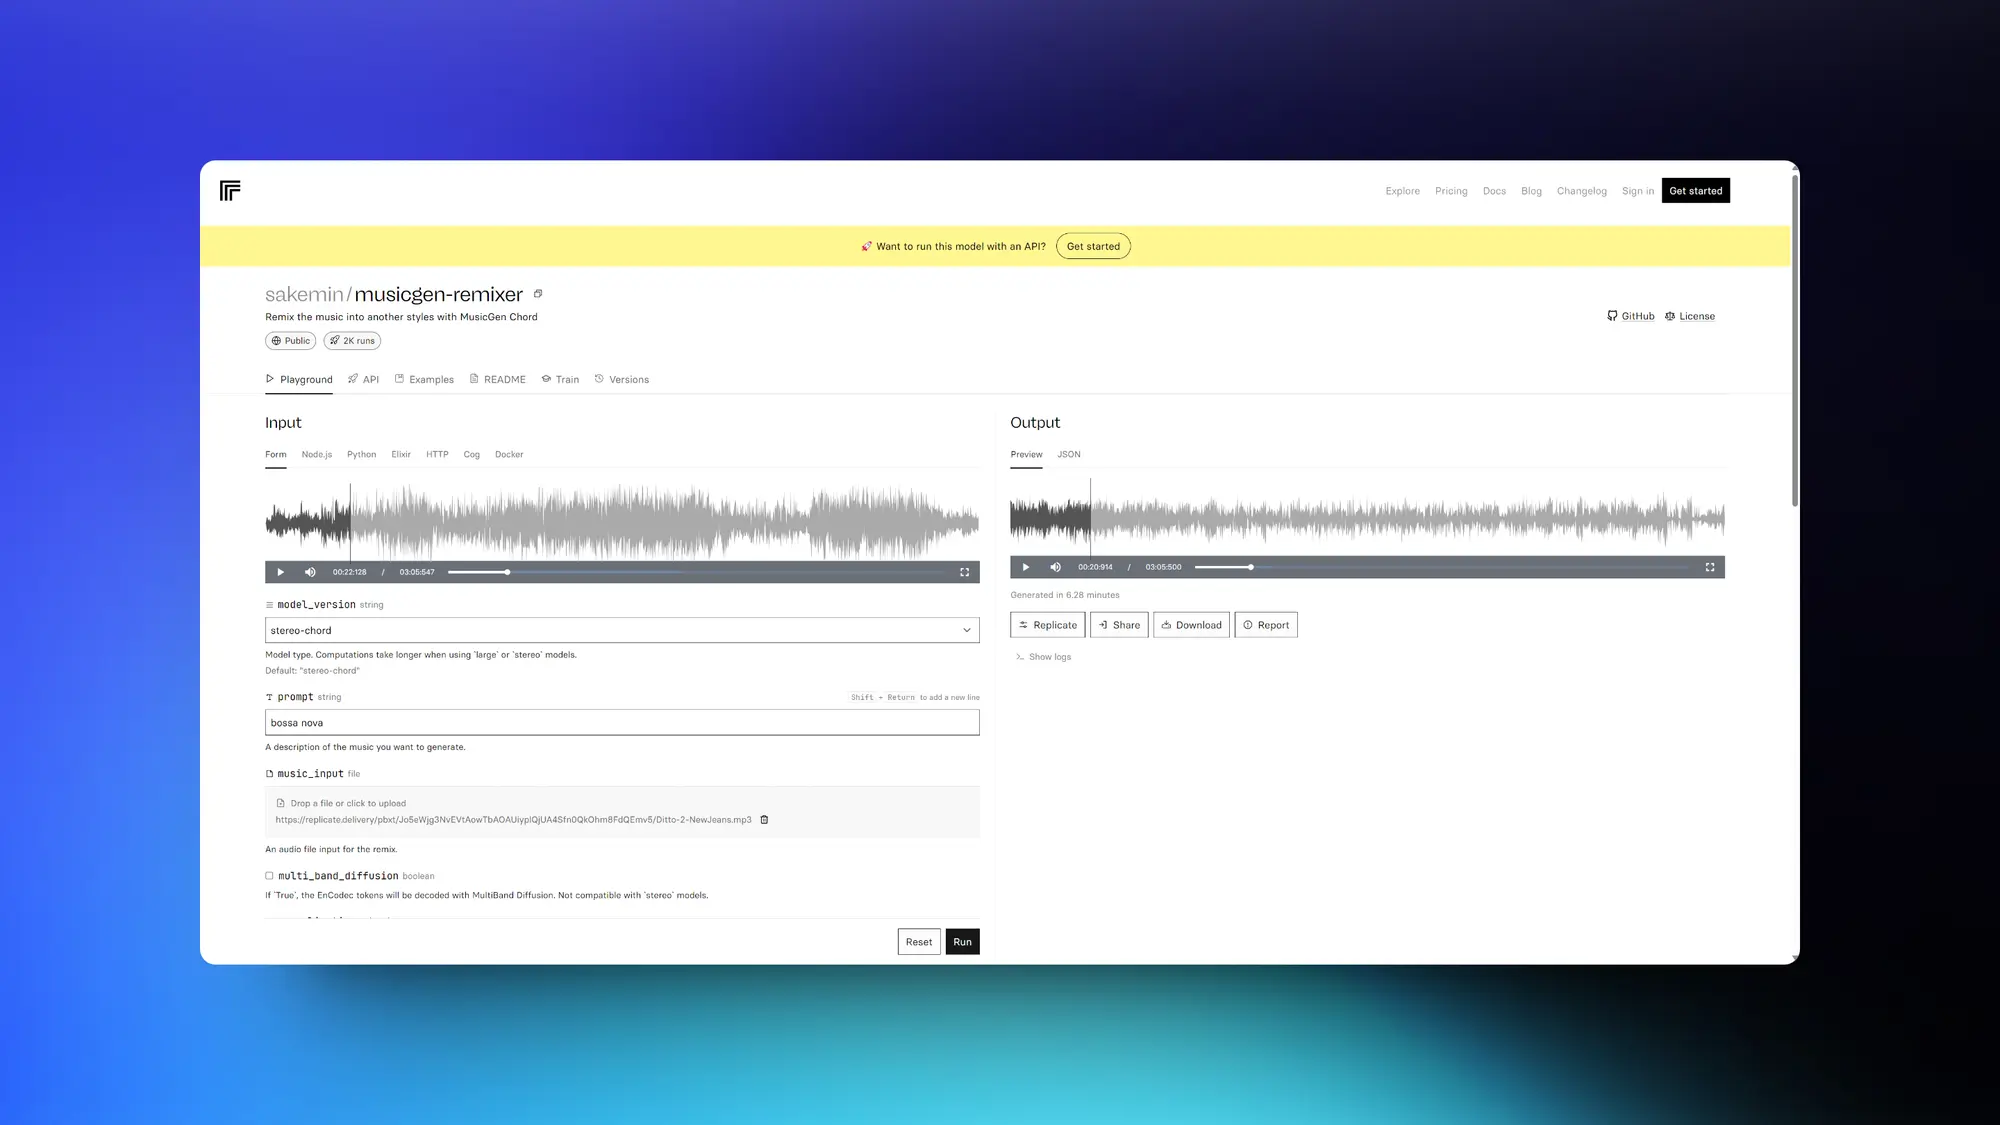 Explore Pricing Docs Blog Changelog Sign in Get started
🚀 Want to run this model with an API? Get started
sakemin/musicgen-remixer
Remix the music into another styles with MusicGen Chord
GitHub License
Public 2K runs
Playground API Examples README Train Versions
Input
Form Node.js Python Elixir HTTP Cog Docker
00:22:128 / 03:05:547
model_version string
stereo-chord
Model type. Computations take longer when using `large` or `stereo` models.
Default: "stereo-chord"
prompt string
Shift + Return to add a new line
bossa nova
A description of the music you want to generate.
music_input file
Drop a file or click to upload
https://replicate.delivery/pbxt/Jo5eWjg3NvEVtAowTbAOAUiyplQjUA4Sfn0QkOhm8FdQEmv5/Ditto-2-NewJeans.mp3
An audio file input for the remix.
multi_band_diffusion boolean
If `True`, the EnCodec tokens will be decoded with MultiBand Diffusion. Not compatible with `stereo` models.
Reset Run
Output
Preview JSON
00:20:914 / 03:05:500
Generated in 6.28 minutes
Replicate Share Download Report
Show logs